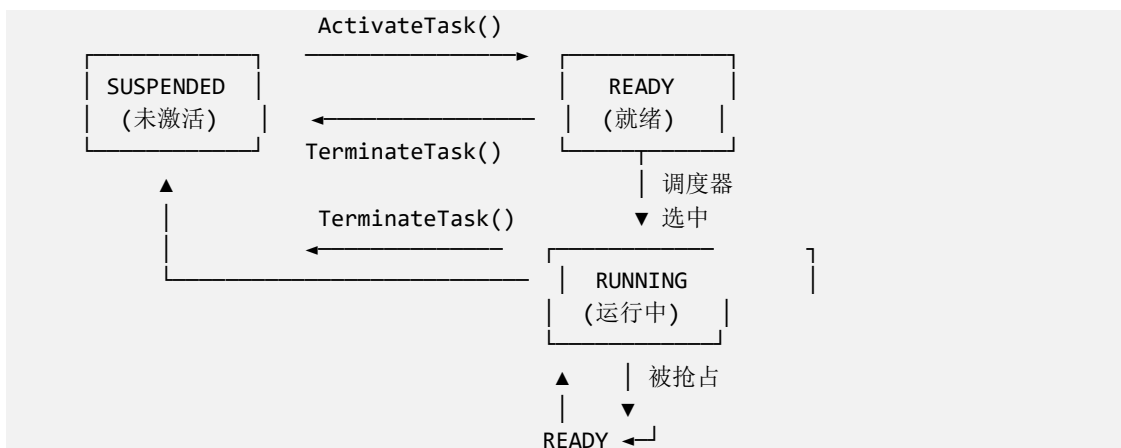 ActivateTask()
SUSPENDED READY
(未激活) (就绪)
TerminateTask()
调度器
TerminateTask() 选中
RUNNING
(运行中)
被抢占
READY